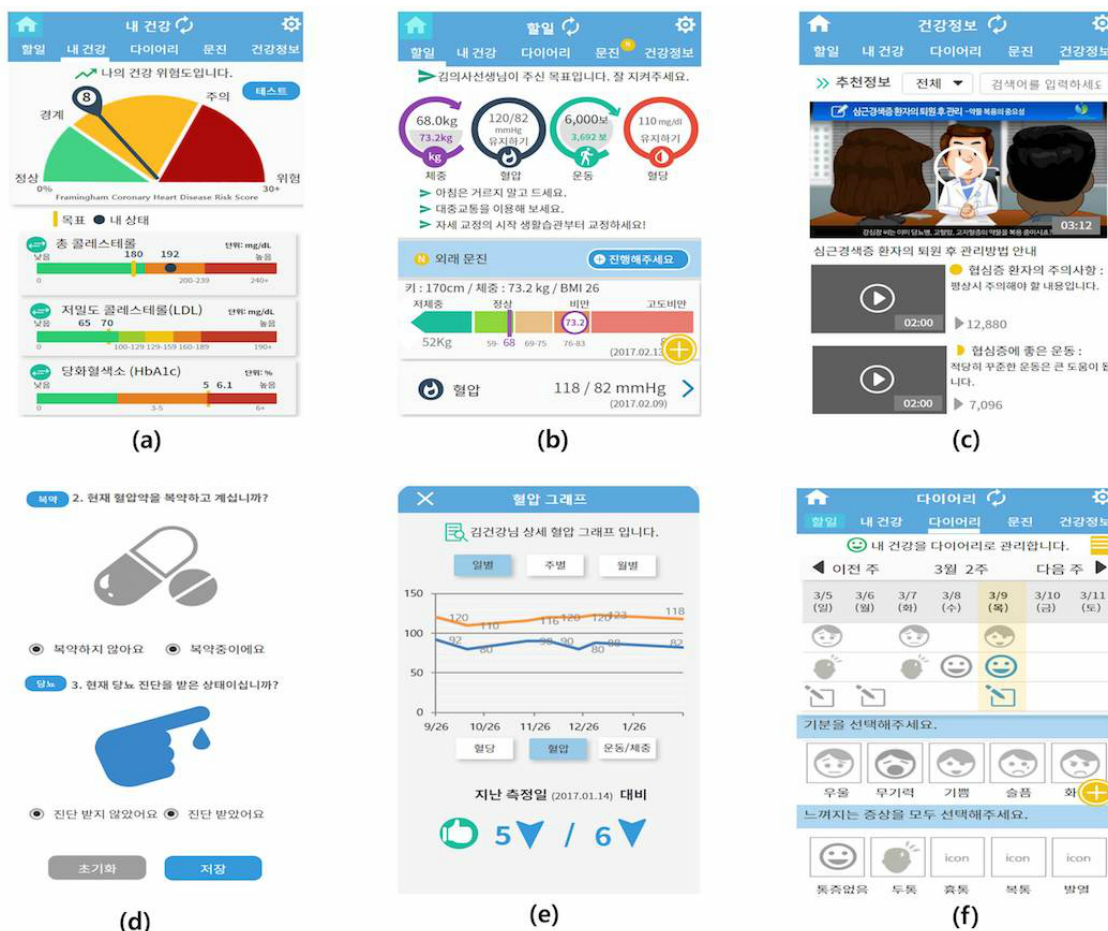 내 건강
할일 내 건강 다이어리 문진 건강정보
나의 건강 위험도입니다.
테스트
주의
8
경계
정상
위험
0%
30+
Framingham Coronary Heart Disease Risk Score
목표 내 상태
총 콜레스테롤 단위: mg/dL
낮음 180 192 높음
0 200-239 240+
저밀도 콜레스테롤(LDL) 단위: mg/dL
낮음 65 70 높음
100-129 129-159 160-189 190+
당화혈색소 (HbA1c) 단위: %
낮음 5 6.1 높음
0 3-5 6+
(a)
할일
할일 내 건강 다이어리 문진 N 건강정보
김의사선생님이 주신 목표입니다. 잘 지켜주세요.
68.0kg
73.2kg
kg
체중
120/82
mmHg
유지하기
혈압
6,000보
3,692 보
운동
110 mg/dl
유지하기
혈당
아침은 거르지 말고 드세요.
대중교통을 이용해 보세요.
자세 교정의 시작 생활습관부터 교정하세요!
N 외래 문진 진행해주세요
키 : 170cm / 체중 : 73.2 kg / BMI 26
저체중 정상 비만 고도비만
73.2
52Kg 59- 68 69-75 76-83
혈압 118 / 82 mmHg
(2017.02.09)
(b)
건강정보
할일 내 건강 다이어리 문진 건강정보
추천정보 전체 검색어를 입력하세요
심근경색증 환자의 퇴원 후 관리 -약물 복용의 중요성
03:12
심근경색증 환자의 퇴원 후 관리방법 안내
협심증 환자의 주의사항 :
평상시 주의해야 할 내용입니다.
02:00
12,880
협심증에 좋은 운동 :
적당히 꾸준한 운동은 큰 도움이 됩
니다.
02:00
7,096
(c)
복약 2. 현재 혈압약을 복약하고 계십니까?
복약하지 않아요 복약중이에요
당뇨 3. 현재 당뇨 진단을 받은 상태이십니까?
진단 받지 않았어요 진단 받았어요
초기화 저장
(d)
혈압 그래프
김건강님 상세 혈압 그래프 입니다.
일별 주별 월별
150
120 110 116 120 120 123 118
100
92 80 90 90 80 88 82
50
0
9/26 10/26 11/26 12/26 1/26
혈당 혈압 운동/체중
지난 측정일 (2017.01.14) 대비
5 / 6
(e)
다이어리
할일 내 건강 다이어리 문진 건강정보
내 건강을 다이어리로 관리합니다.
이전 주 3월 2주 다음 주
3/5 3/6 3/7 3/8 3/9 3/10 3/11
(일) (월) (화) (수) (목) (금) (토)
기분을 선택해주세요.
우울 무기력 기쁨 슬픔 화
느껴지는 증상을 모두 선택해주세요.
icon icon icon
통증없음 두통 흉통 복통 발열
(f)